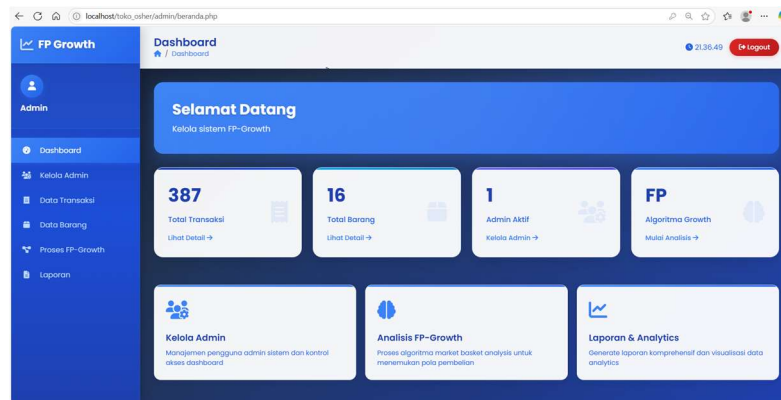 localhost/toko_osher/admin/beranda.php
FP Growth
Admin
Dashboard
Kelola Admin
Data Transaksi
Data Barang
Proses FP-Growth
Laporan
Dashboard
/ Dashboard
21.36.49
Logout
Selamat Datang
Kelola sistem FP-Growth
387
Total Transaksi
Lihat Detail →
16
Total Barang
Lihat Detail →
1
Admin Aktif
Kelola Admin →
FP
Algoritma Growth
Mulai Analisis →
Kelola Admin
Manajemen pengguna admin sistem dan kontrol
akses dashboard
Analisis FP-Growth
Proses algoritma market basket analysis untuk
menemukan pola pembelian
Laporan & Analytics
Generate laporan komprehensif dan visualisasi data
analytics